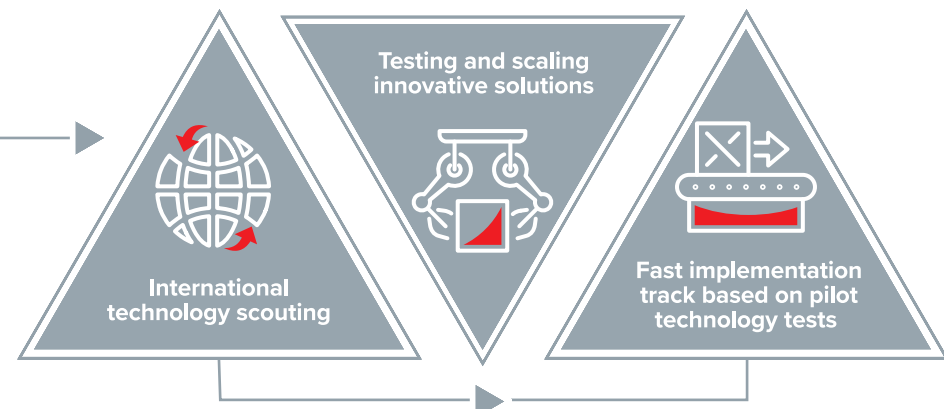 International
technology scouting
Testing and scaling
innovative solutions
Fast implementation
track based on pilot
technology tests